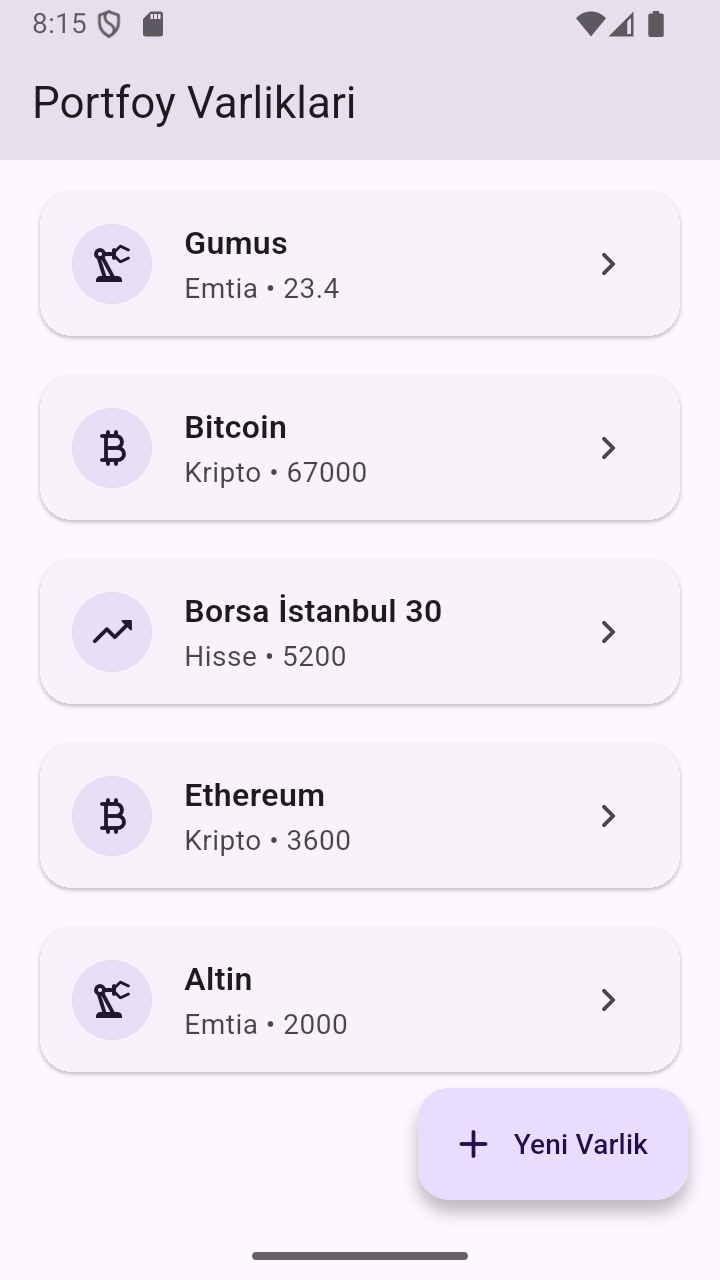 8:15
Portfoy Varliklari
Gumus
Emtia • 23.4
Bitcoin
Kripto • 67000
Borsa İstanbul 30
Hisse • 5200
Ethereum
Kripto • 3600
Altin
Emtia • 2000
Yeni Varlik